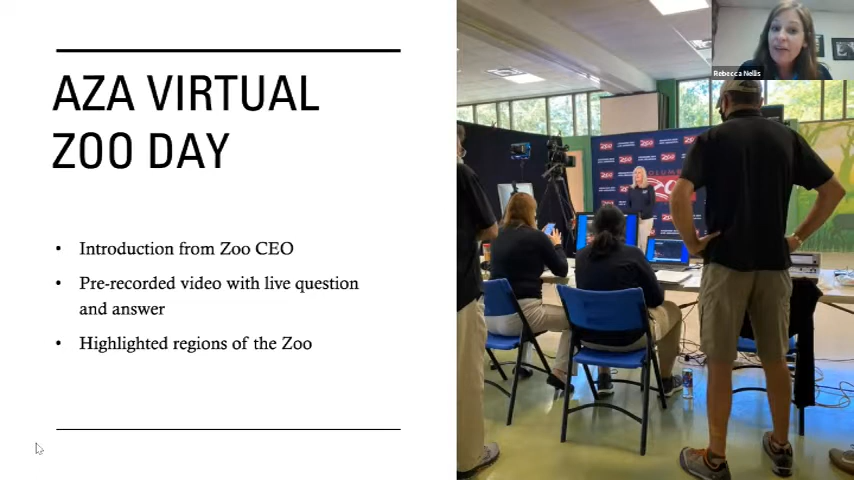 AZA VIRTUAL
ZOO DAY
• Introduction from Zoo CEO
• Pre-recorded video with live question
and answer
• Highlighted regions of the Zoo
Rebecca Nellis